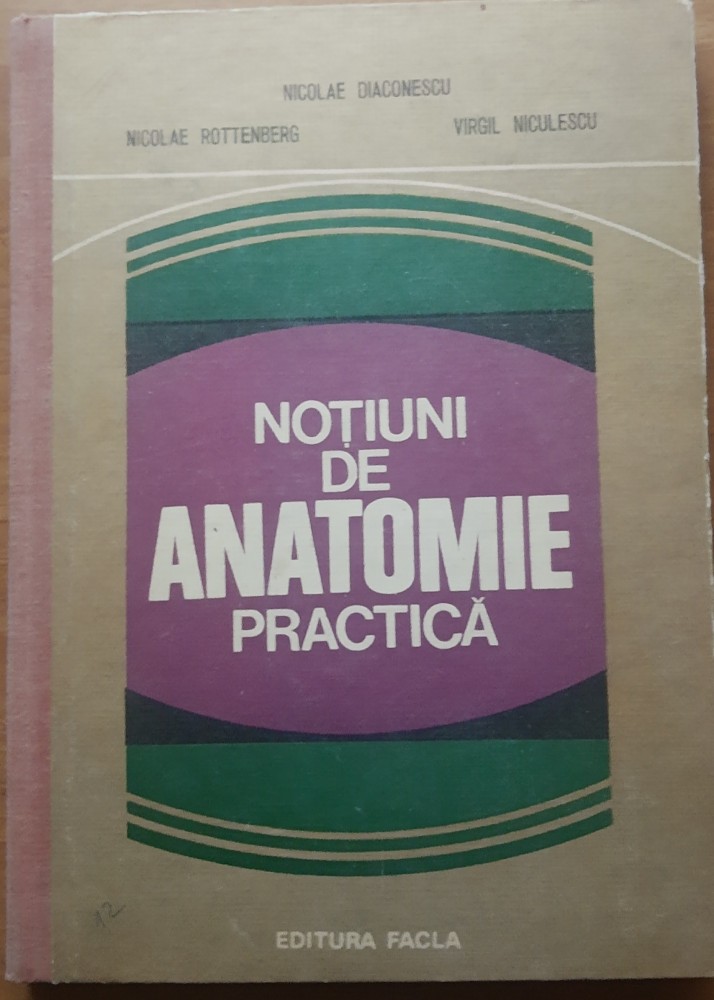 NICOLAE DIACONESCU
NICOLAE ROTTENBERG VIRGIL NICULESCU
NOȚIUNI
DE
ANATOMIE
PRACTICĂ
12
EDITURA FACLA